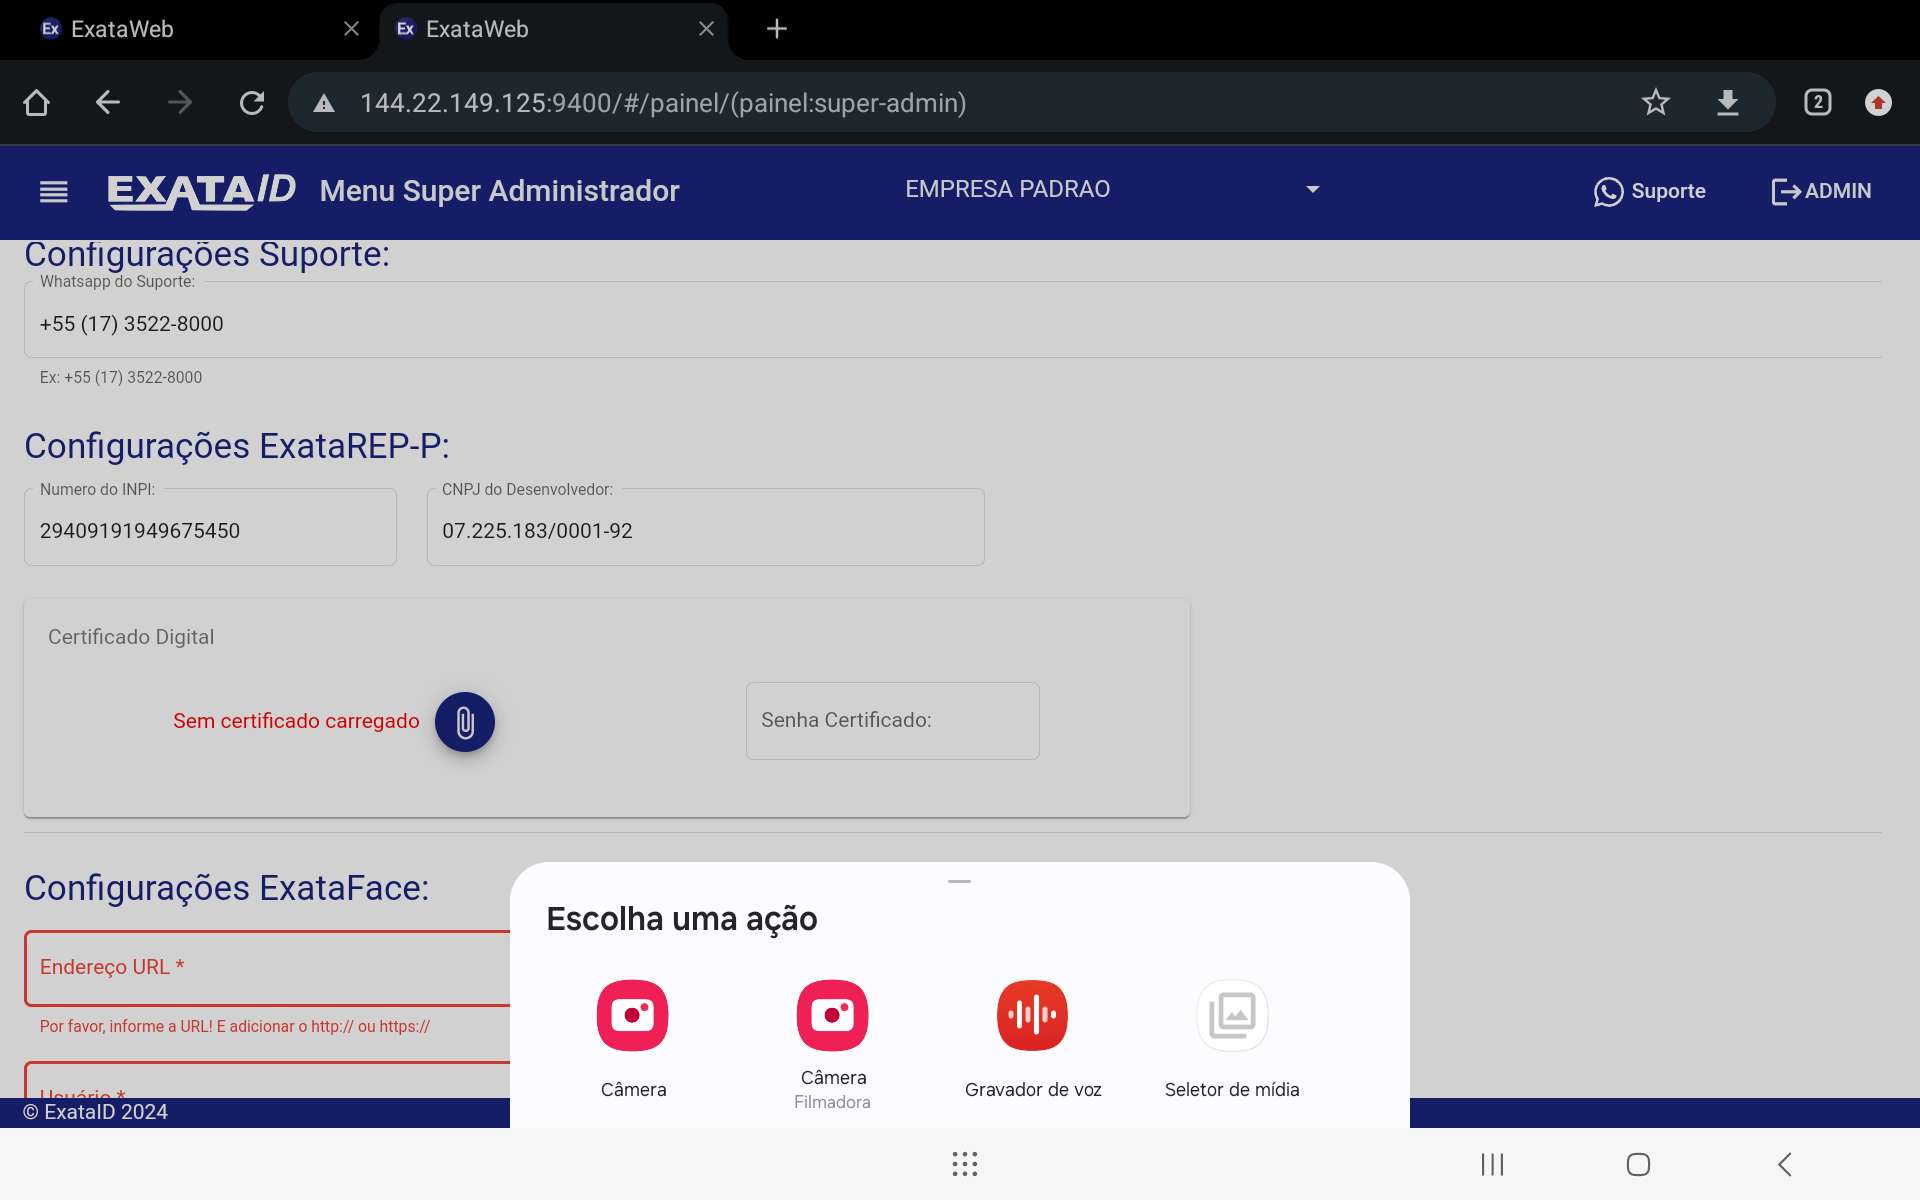 Ex ExataWeb
Ex ExataWeb
144.22.149.125:9400/#/painel/(painel:super-admin)
2
EXATAID Menu Super Administrador
EMPRESA PADRAO
Suporte
ADMIN
Configurações Suporte:
Whatsapp do Suporte:
+55 (17) 3522-8000
Ex: +55 (17) 3522-8000
Configurações ExataREP-P:
Numero do INPI:
29409191949675450
CNPJ do Desenvolvedor:
07.225.183/0001-92
Certificado Digital
Sem certificado carregado
Senha Certificado:
Configurações ExataFace:
Endereço URL *
Por favor, informe a URL! E adicionar o http:// ou https://
Usuário *
© ExataID 2024
Escolha uma ação
Câmera
Câmera
Filmadora
Gravador de voz
Seletor de mídia